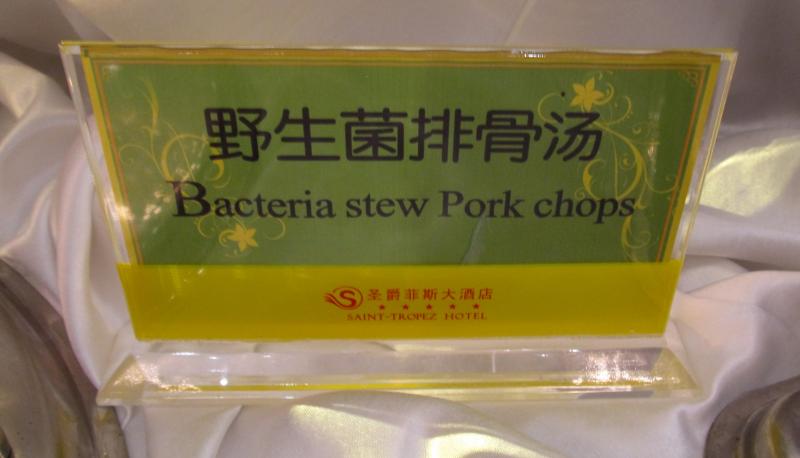 野生菌排骨汤
Bacteria stew Pork chops
圣爵菲斯大酒店
★ ★ ★ ★ ★
SAINT-TROPEZ HOTEL